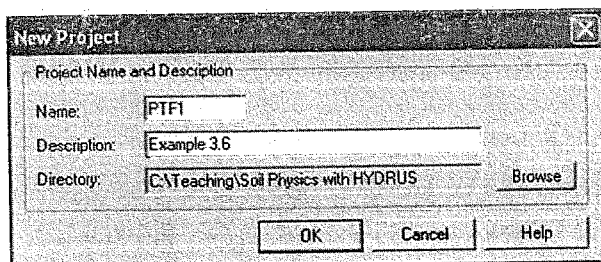 New Project
Project Name and Description
Name: PTF1
Description: Example 3.6
Directory: C:\Teaching\Soil Physics with HYDRUS Browse
OK Cancel Help